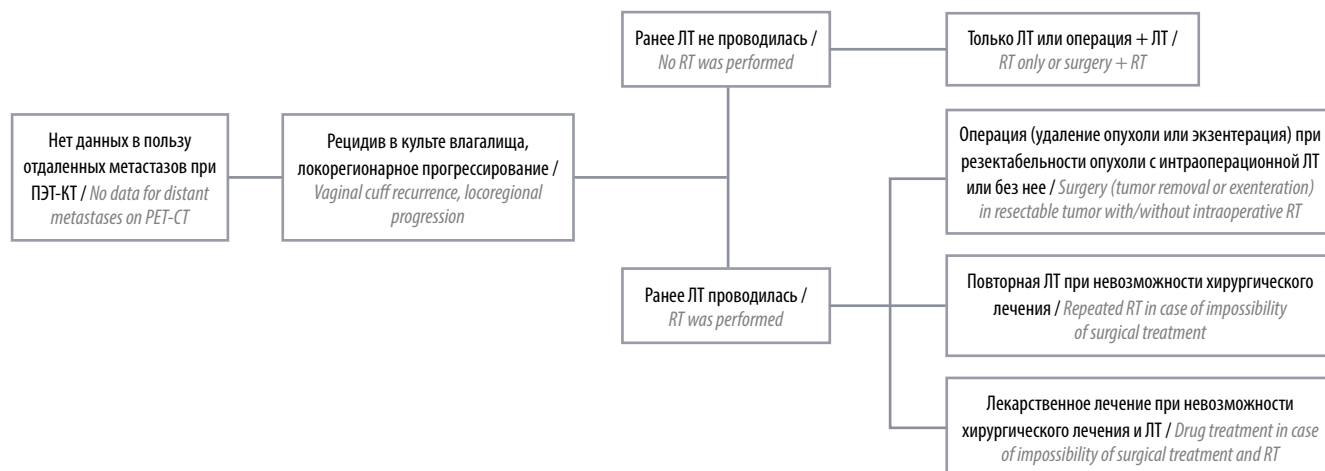 Нет данных в пользу
отдаленных метастазов при
ПЭТ-КТ / No data for distant
metastases on PET-CT
Рецидив в культе влагалища,
локорегионарное прогрессирование /
Vaginal cuff recurrence, locoregional
progression
Ранее ЛТ не проводилась /
No RT was performed
Только ЛТ или операция + ЛТ /
RT only or surgery + RT
Ранее ЛТ проводилась /
RT was performed
Операция (удаление опухоли или экзентерация) при
резектабельности опухоли с интраоперационной ЛТ
или без нее / Surgery (tumor removal or exenteration)
in resectable tumor with/without intraoperative RT
Повторная ЛТ при невозможности хирургического
лечения / Repeated RT in case of impossibility
of surgical treatment
Лекарственное лечение при невозможности
хирургического лечения и ЛТ / Drug treatment in case
of impossibility of surgical treatment and RT